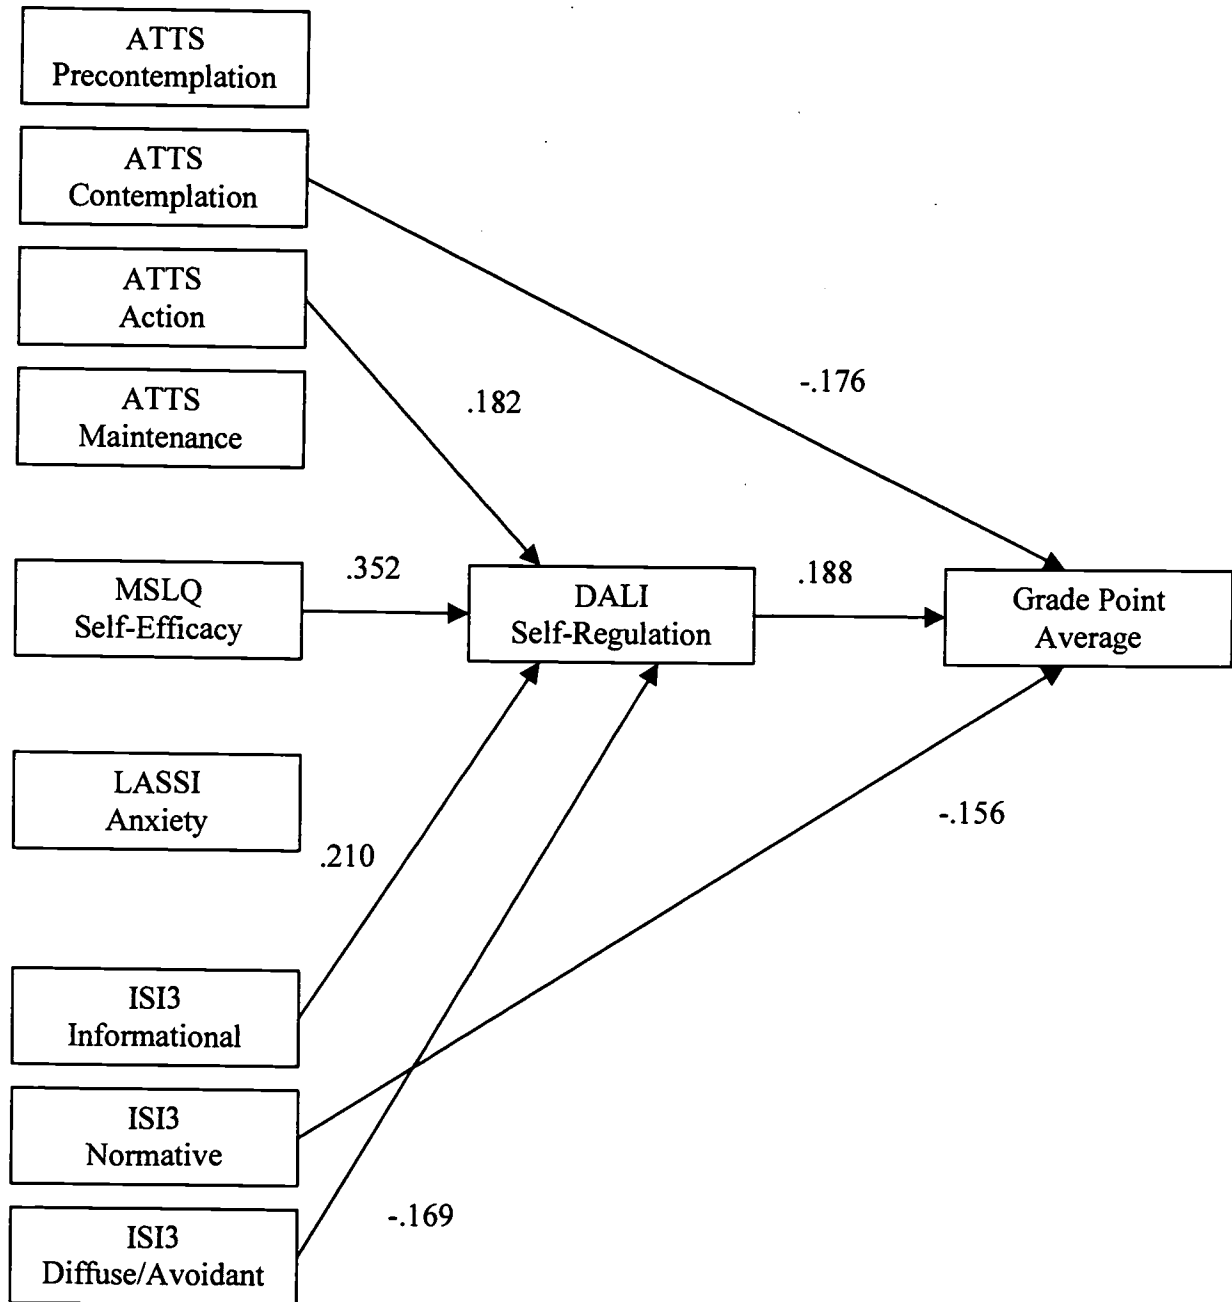 ATTS
Precontemplation
ATTS
Contemplation
ATTS
Action
ATTS
Maintenance
.182
-.176
MSLQ
Self-Efficacy
.352
DALI
Self-Regulation
.188
Grade Point
Average
LASSI
Anxiety
.210
-.156
ISI3
Informational
ISI3
Normative
-.169
ISI3
Diffuse/Avoidant